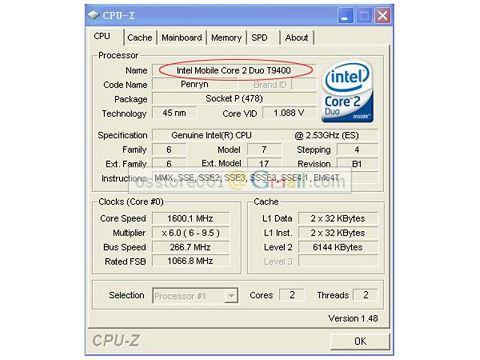 CPU-Z
CPU Cache Mainboard Memory SPD About
Processor
Name Intel Mobile Core 2 Duo T9400
Code Name Penryn Brand ID
Package Socket P (478)
Technology 45 nm Core VID 1.088 V
intel
Core 2
Duo inside™
Specification Genuine Intel(R) CPU @ 2.53GHz (ES)
Family 6 Model 7 Stepping 4
Ext. Family 6 Ext. Model 17 Revision B1
Instructions MMX, SSE, SSE2, SSE3, SSSE3, SSE4.1, EM64T
osstore001@Gmail.com
Clocks (Core #0)
Core Speed 1600.1 MHz
Multiplier x 6.0 (6 - 9.5)
Bus Speed 266.7 MHz
Rated FSB 1066.8 MHz
Cache
L1 Data 2 x 32 KBytes
L1 Inst. 2 x 32 KBytes
Level 2 6144 KBytes
Level 3
Selection Processor #1 Cores 2 Threads 2
Version 1.48
CPU-Z OK